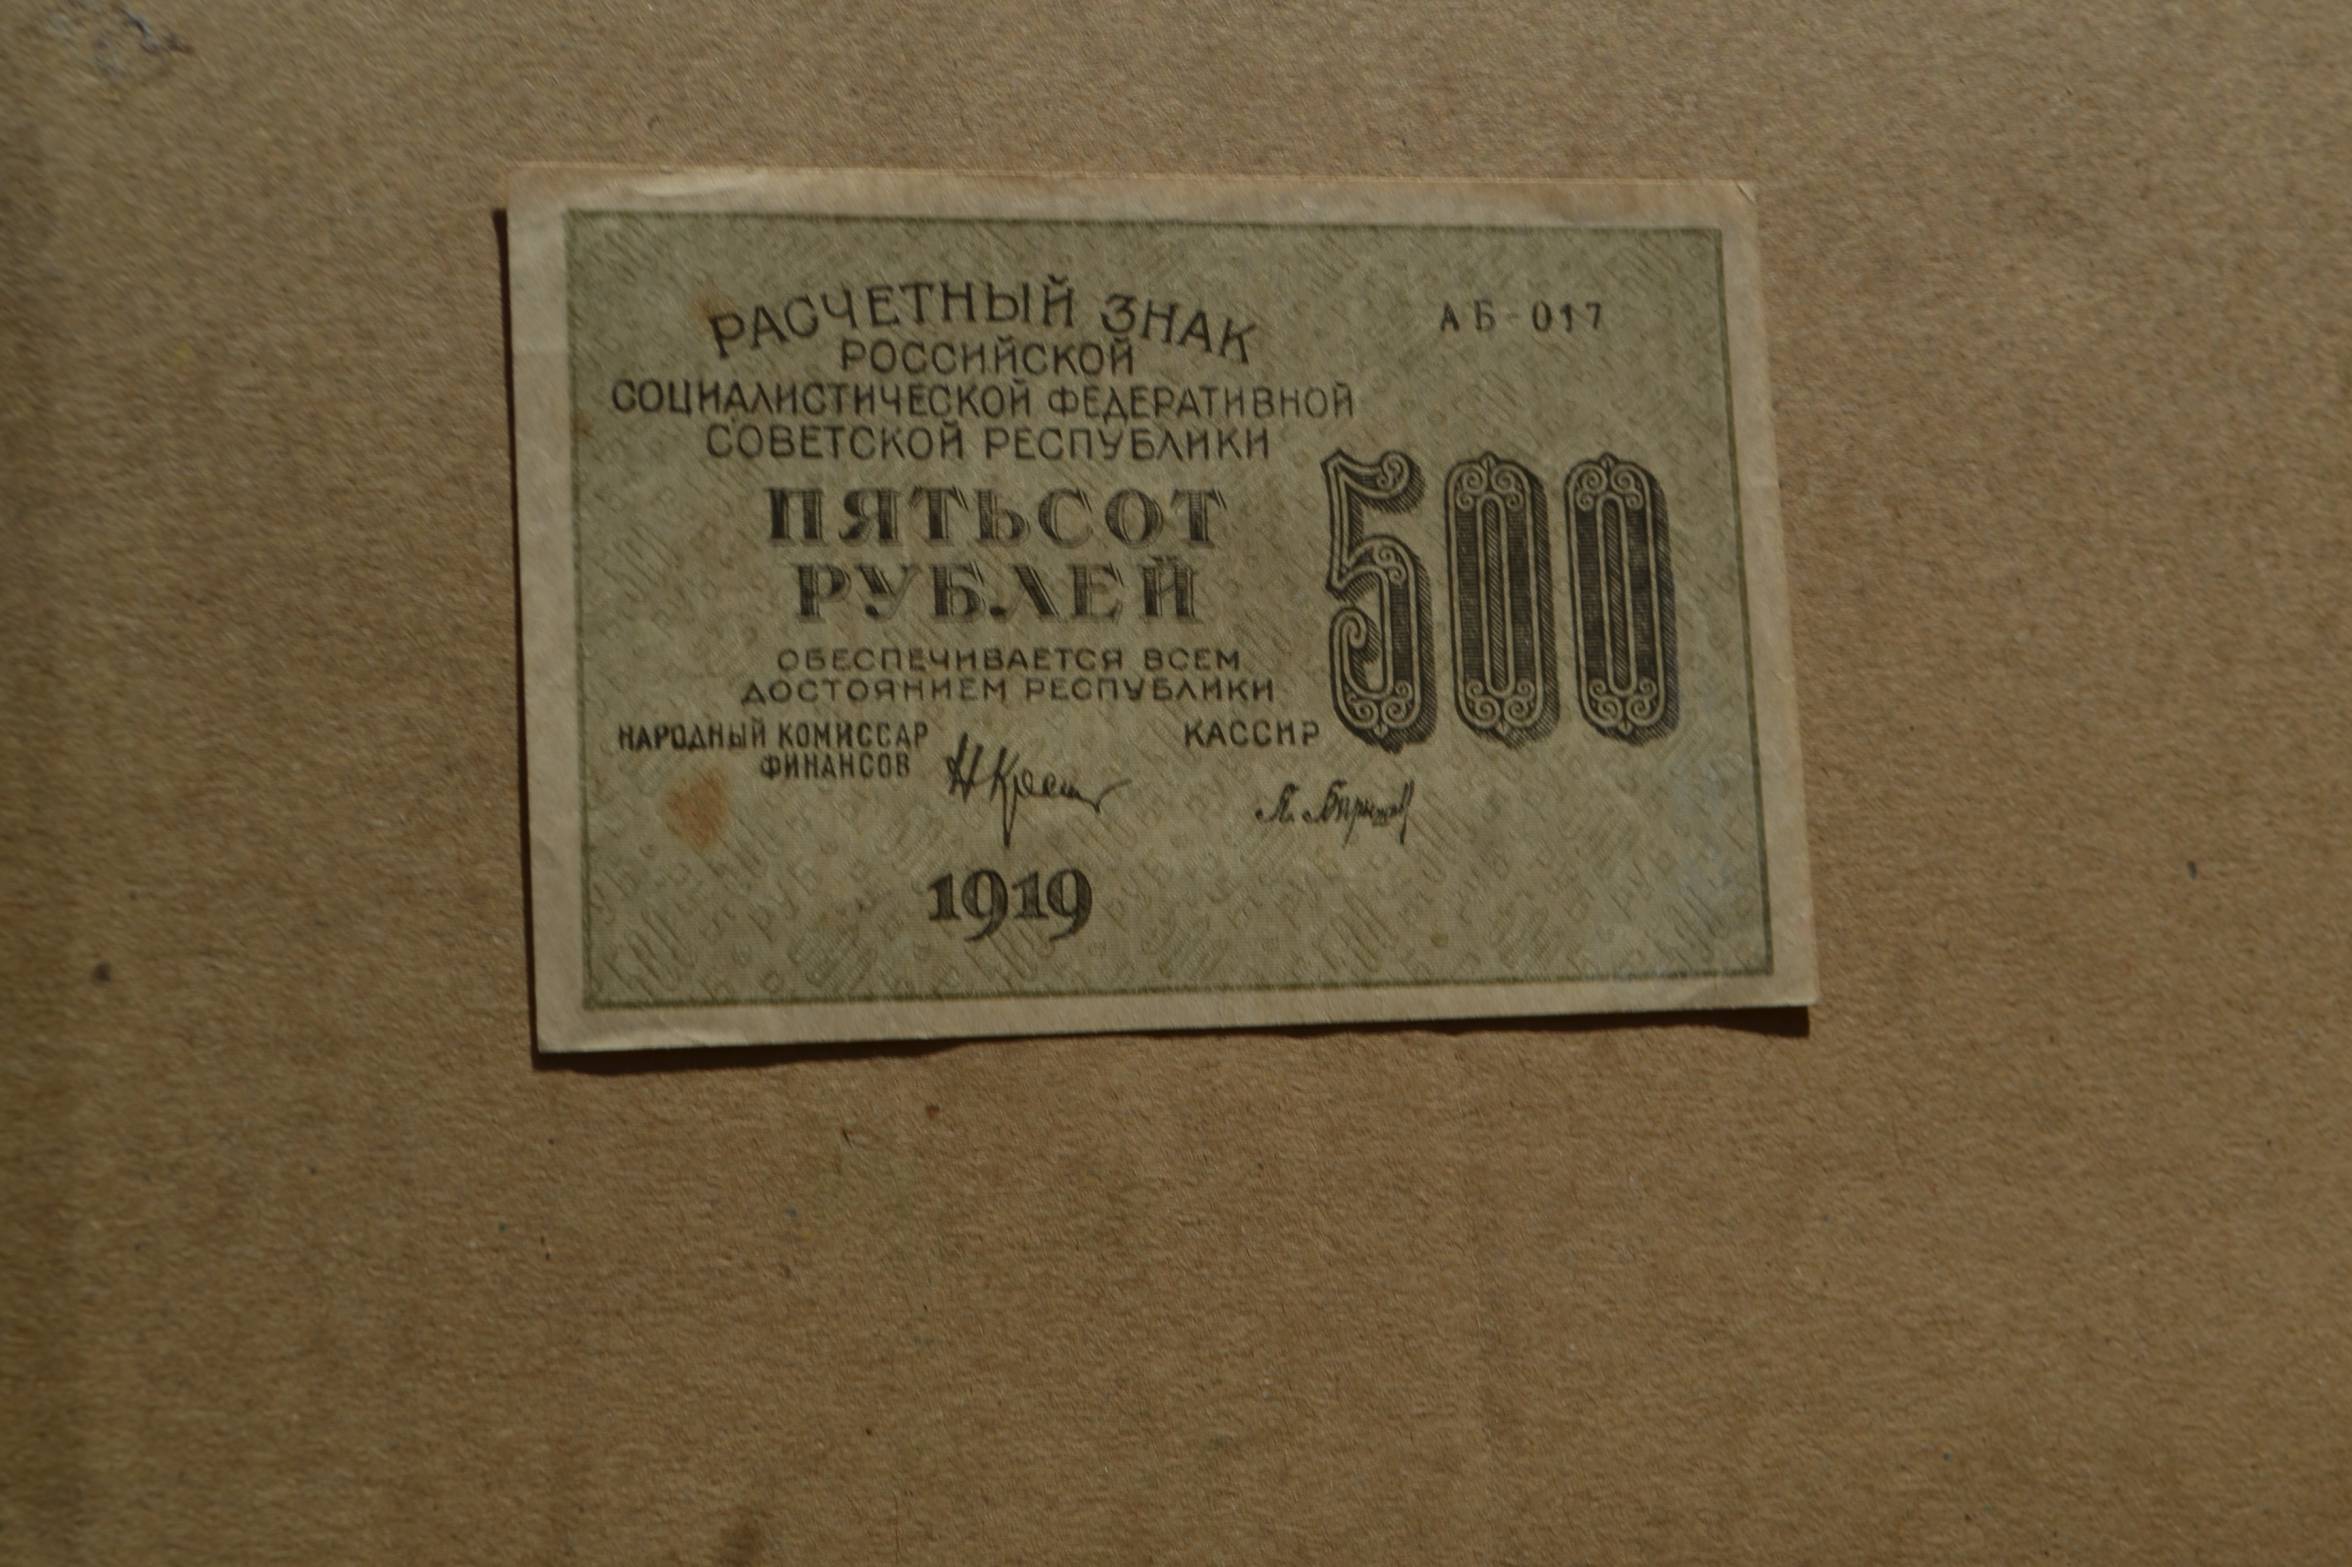 РАСЧЕТНЫЙ ЗНАК
РОССИЙСКОЙ
СОЦИАЛИСТИЧЕСКОЙ ФЕДЕРАТИВНОЙ
СОВЕТСКОЙ РЕСПУБЛИКИ
АБ-017
ПЯТЬСОТ
РУБЛЕЙ
500
ОБЕСПЕЧИВАЕТСЯ ВСЕМ
ДОСТОЯНИЕМ РЕСПУБЛИКИ
НАРОДНЫЙ КОМИССАР
ФИНАНСОВ
КАССИР
1919